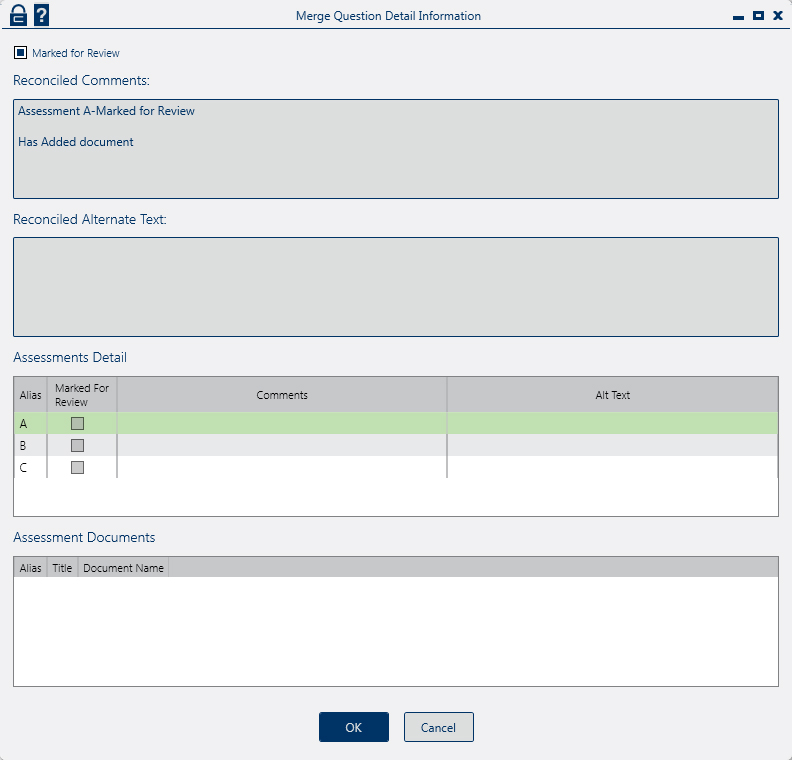 ?
Merge Question Detail Information
Marked for Review
Reconciled Comments:
Assessment A-Marked for Review
Has Added document
Reconciled Alternate Text:
Assessments Detail
Alias
Marked For
Review
Comments
Alt Text
A
B
C
Assessment Documents
Alias Title Document Name
OK
Cancel